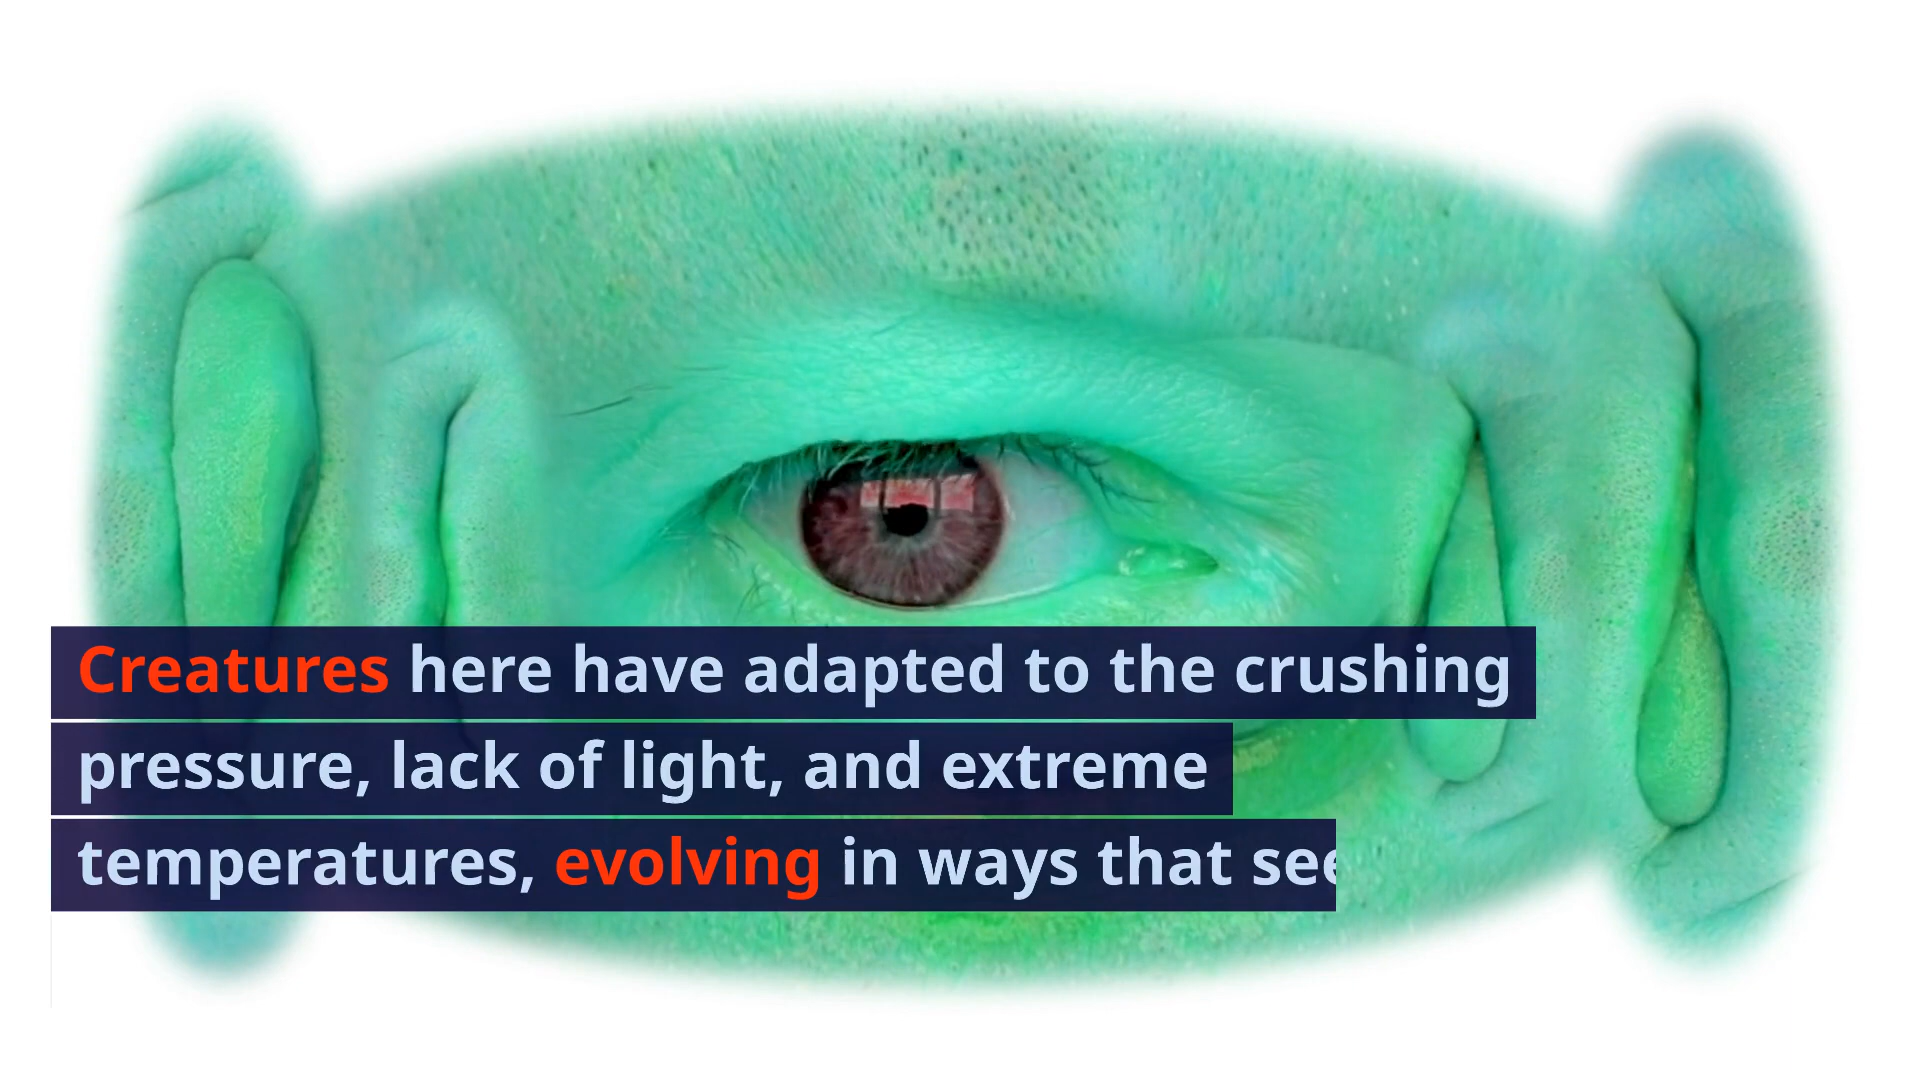 Creatures here have adapted to the crushing
pressure, lack of light, and extreme
temperatures, evolving in ways that